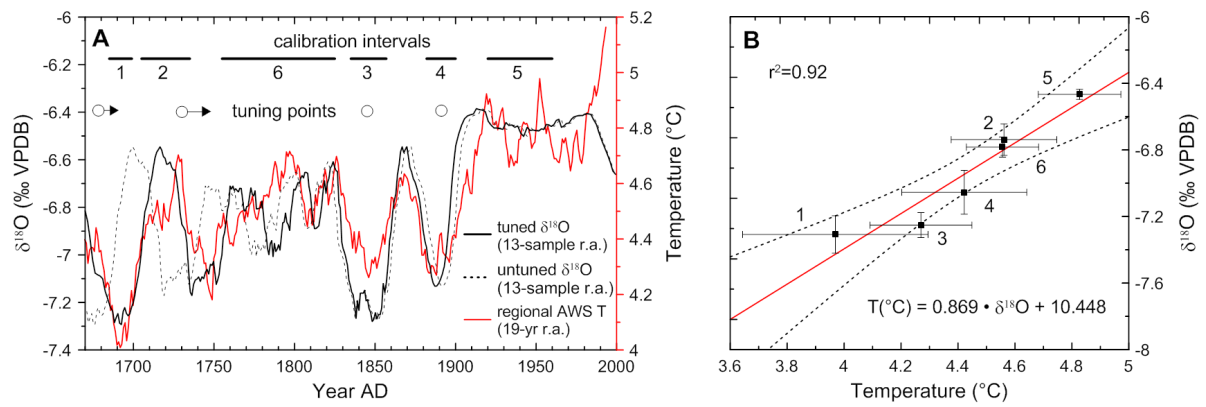 A
calibration intervals
1 2 6 3 4 5
tuning points
tuned δ¹⁸O
(13-sample r.a.)
untuned δ¹⁸O
(13-sample r.a.)
regional AWS T
(19-yr r.a.)
δ¹⁸O (‰ VPDB)
-6
-6.2
-6.4
-6.6
-6.8
-7
-7.2
-7.4
1700 1750 1800 1850 1900 1950 2000
Year AD
5.2
5
4.8
4.6
4.4
4.2
4
Temperature (°C)
B
r²=0.92
5
2
6
1
4
3
T(°C) = 0.869 • δ¹⁸O + 10.448
3.6 4 4.2 4.4 4.6 4.8 5
Temperature (°C)
-6
-6.4
-6.8
-7.2
-7.6
-8
δ¹⁸O (‰ VPDB)